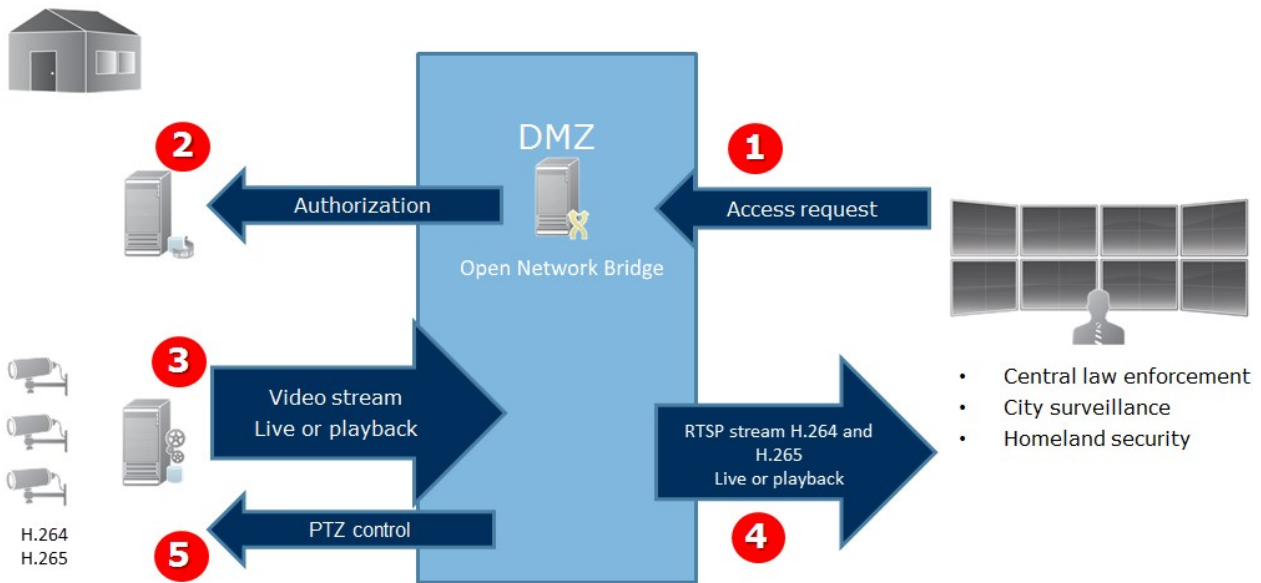 DMZ
2
1
Authorization
Access request
Open Network Bridge
3
Video stream
Live or playback
RTSP stream H.264 and
H.265
Live or playback
• Central law enforcement
• City surveillance
• Homeland security
PTZ control
4
H.264
H.265
5